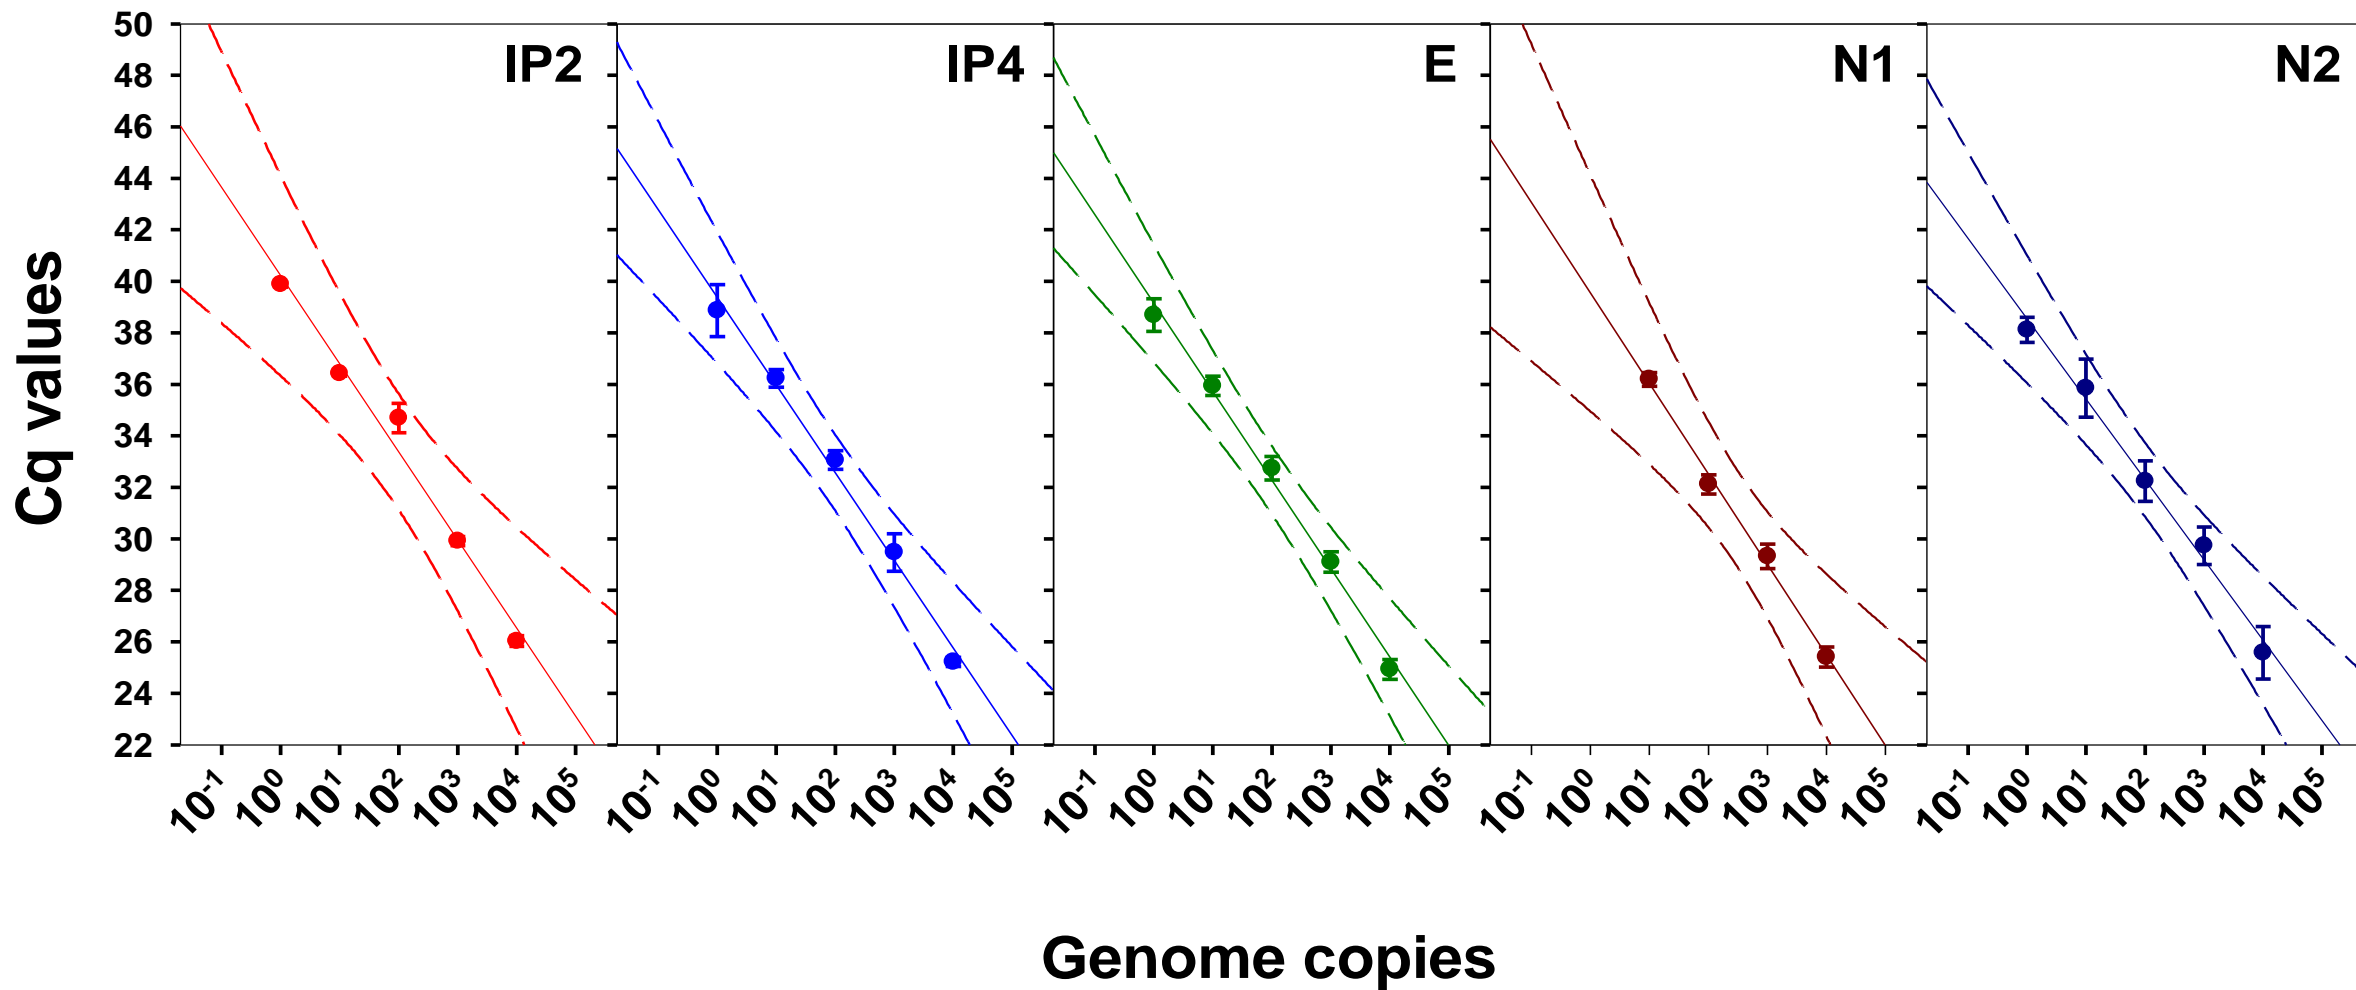 Cq values
50
48
46
44
42
40
38
36
34
32
30
28
26
24
22
IP2
IP4
E
N1
N2
10⁻¹ 10⁰ 10¹ 10² 10³ 10⁴ 10⁵
10⁻¹ 10⁰ 10¹ 10² 10³ 10⁴ 10⁵
10⁻¹ 10⁰ 10¹ 10² 10³ 10⁴ 10⁵
10⁻¹ 10⁰ 10¹ 10² 10³ 10⁴ 10⁵
10⁻¹ 10⁰ 10¹ 10² 10³ 10⁴ 10⁵
Genome copies